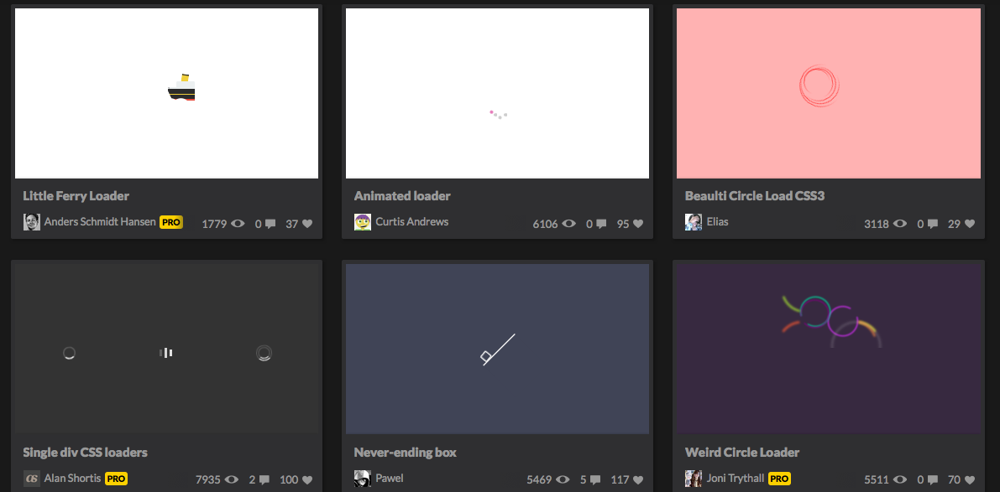 Little Ferry Loader
Anders Schmidt Hansen PRO 1779 0 37
Animated loader
Curtis Andrews 6106 0 95
Beaulti Circle Load CSS3
Elias 3118 0 29
Single div CSS loaders
Alan Shortis PRO 7935 2 100
Never-ending box
Pawel 5469 5 117
Weird Circle Loader
Joni Trythall PRO 5511 0 70